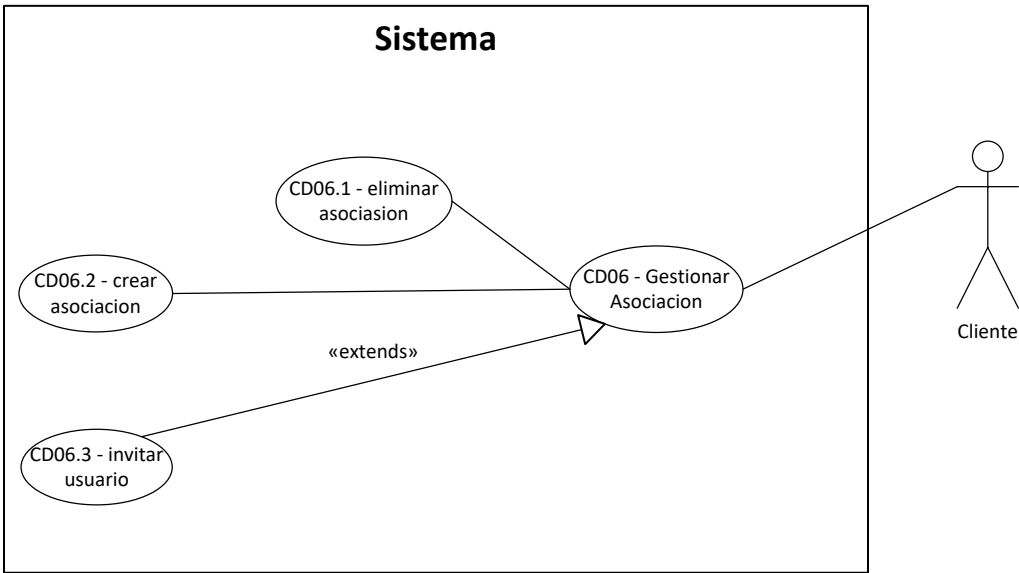 Sistema
CD06.1 - eliminar
asociasion
CD06.2 - crear
asociacion
CD06 - Gestionar
Asociacion
Cliente
«extends»
CD06.3 - invitar
usuario